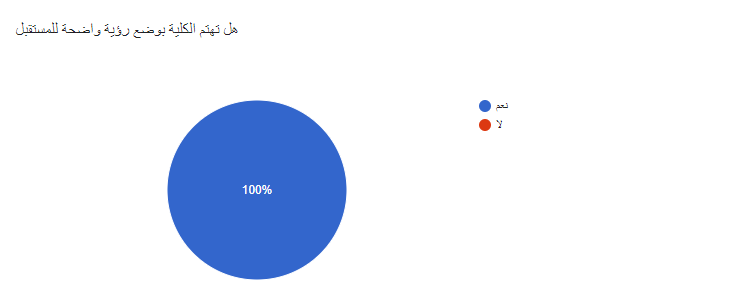 هل تهتم الكلية بوضع رؤية واضحة للمستقبل
نعم
لا
100%